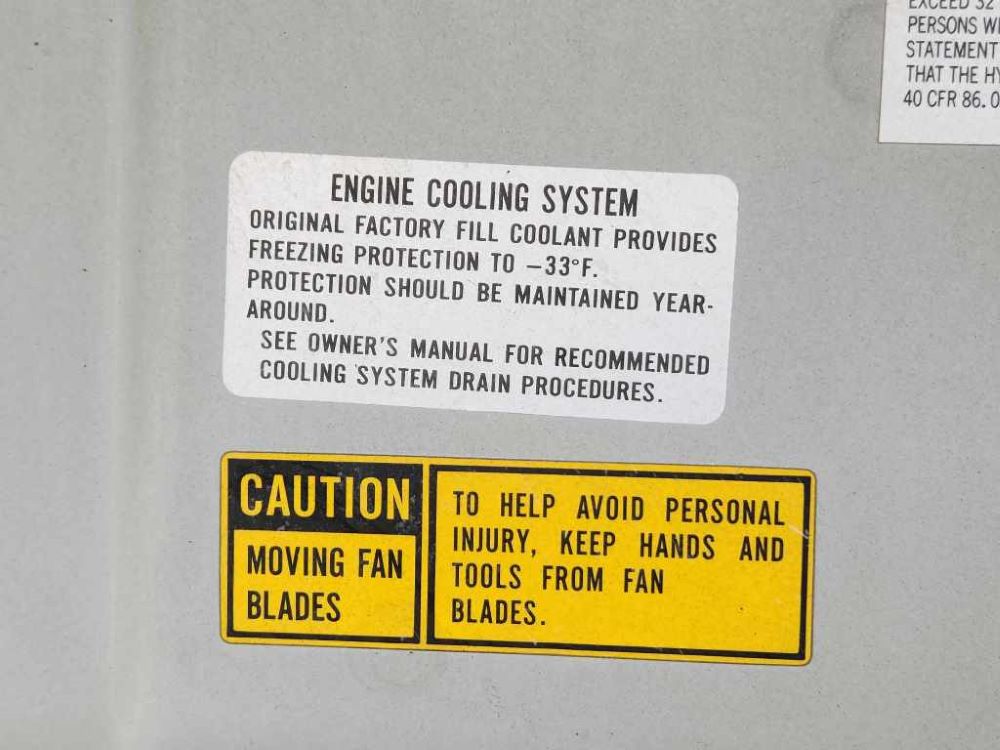 EXCEED 32
PERSONS
STATEMENT
THAT THE
40 CFR 86.0
ENGINE COOLING SYSTEM
ORIGINAL FACTORY FILL COOLANT PROVIDES
FREEZING PROTECTION TO –33°F.
PROTECTION SHOULD BE MAINTAINED YEAR-
AROUND.
SEE OWNER'S MANUAL FOR RECOMMENDED
COOLING SYSTEM DRAIN PROCEDURES.
CAUTION
MOVING FAN
BLADES
TO HELP AVOID PERSONAL
INJURY, KEEP HANDS AND
TOOLS FROM FAN
BLADES.